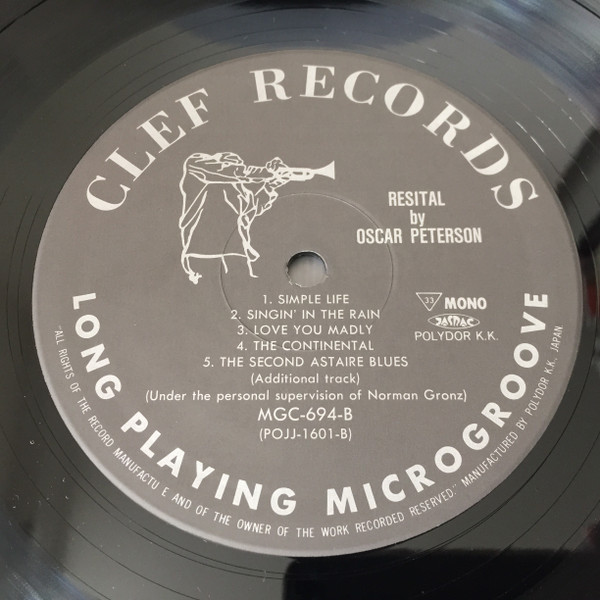 CLEF RECORDS
RESITAL
by
OSCAR PETERSON
1. SIMPLE LIFE
2. SINGIN' IN THE RAIN
3. LOVE YOU MADLY
4. THE CONTINENTAL
5. THE SECOND ASTAIRE BLUES
(Additional track)
(Under the personal supervision of Norman Gronz)
MGC-694-B
(POJJ-1601-B)
33 MONO
JASRAC
POLYDOR K.K.
LONG PLAYING MICROGROOVE
"ALL RIGHTS OF THE RECORD MANUFACTU E AND OF THE OWNER OF THE WORK RECORDED RESERVED." MANUFACTURED BY POLYDOR K.K. JAPAN